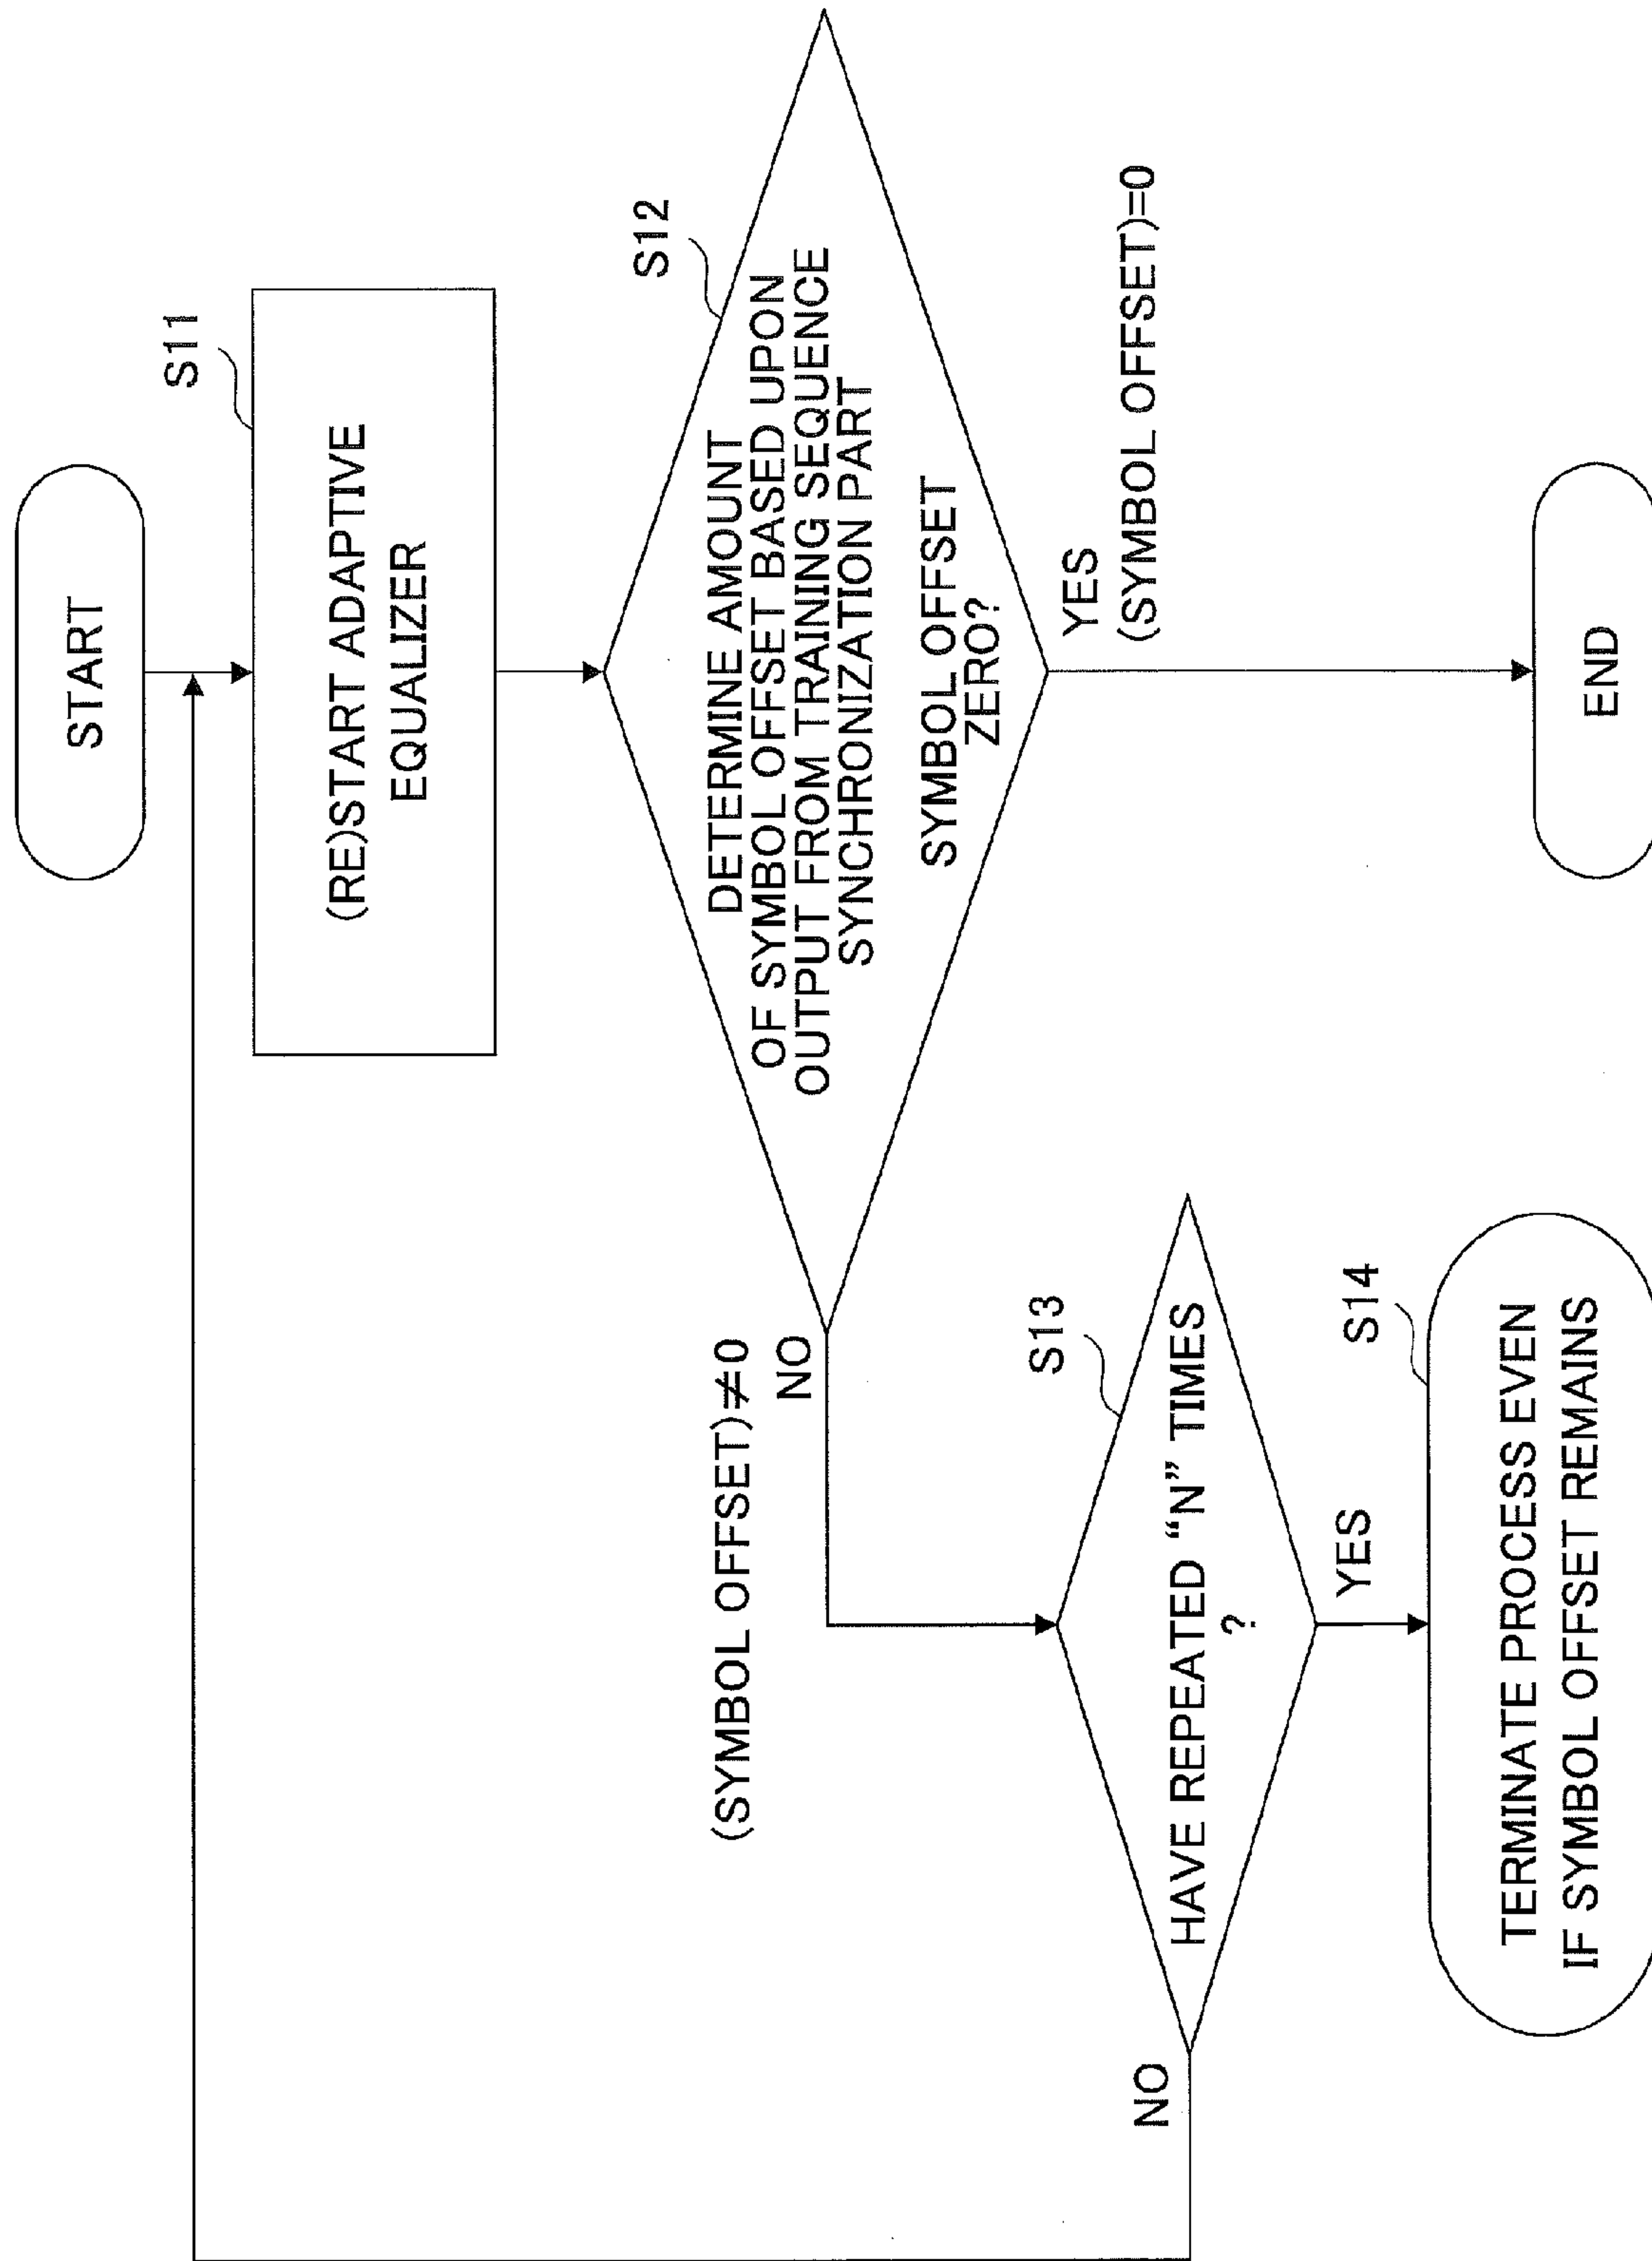 START
S11
(RE)START ADAPTIVE
EQUALIZER
S12
DETERMINE AMOUNT
OF SYMBOL OFFSET BASED UPON
OUTPUT FROM TRAINING SEQUENCE
SYNCHRONIZATION PART
SYMBOL OFFSET
ZERO?
(SYMBOL OFFSET)≠0
NO
YES
(SYMBOL OFFSET)=0
S13
HAVE REPEATED “N” TIMES
?
NO
YES
S14
TERMINATE PROCESS EVEN
IF SYMBOL OFFSET REMAINS
END